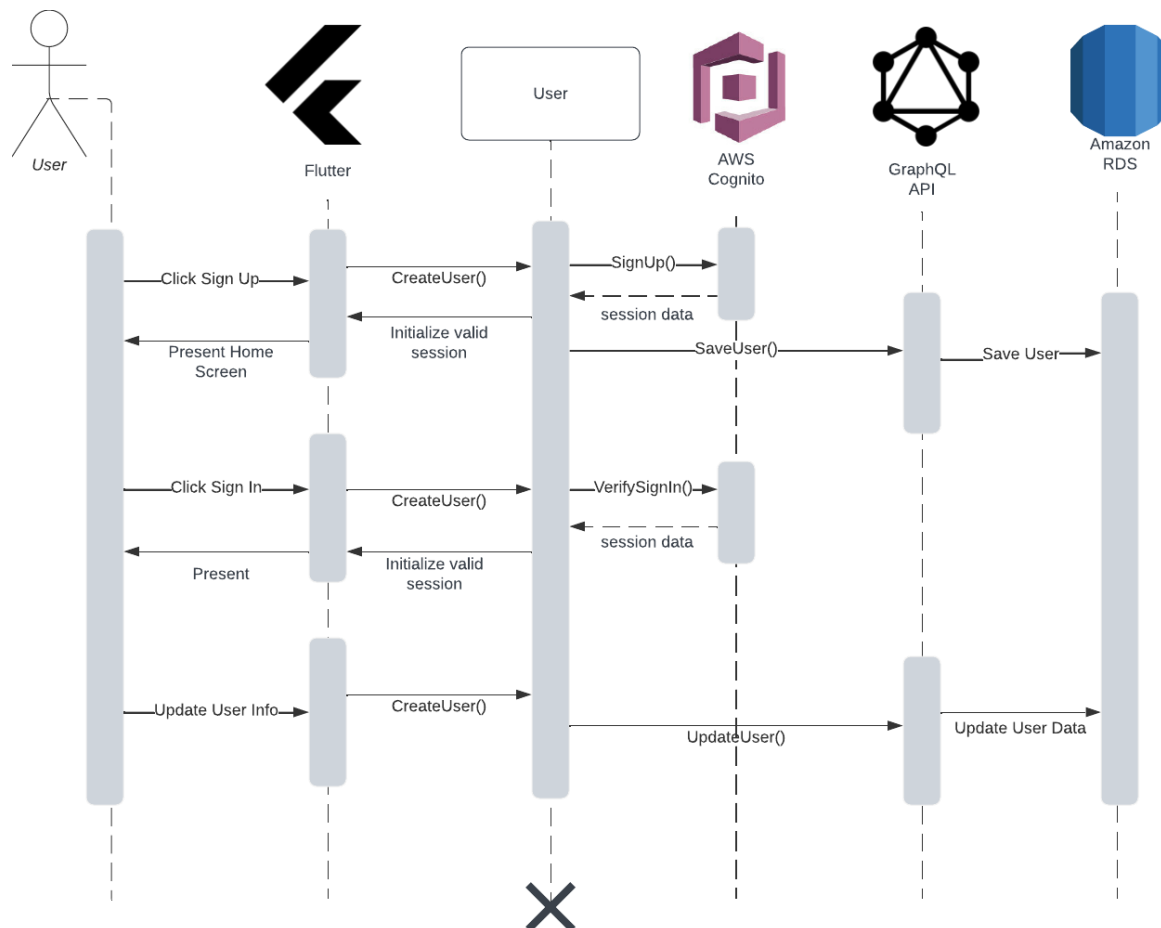 User
Flutter
User
AWS
Cognito
GraphQL
API
Amazon
RDS
Click Sign Up
CreateUser()
SignUp()
session data
Initialize valid
session
Present Home
Screen
SaveUser()
Save User
Click Sign In
CreateUser()
VerifySignIn()
session data
Initialize valid
session
Present
Update User Info
CreateUser()
UpdateUser()
Update User Data